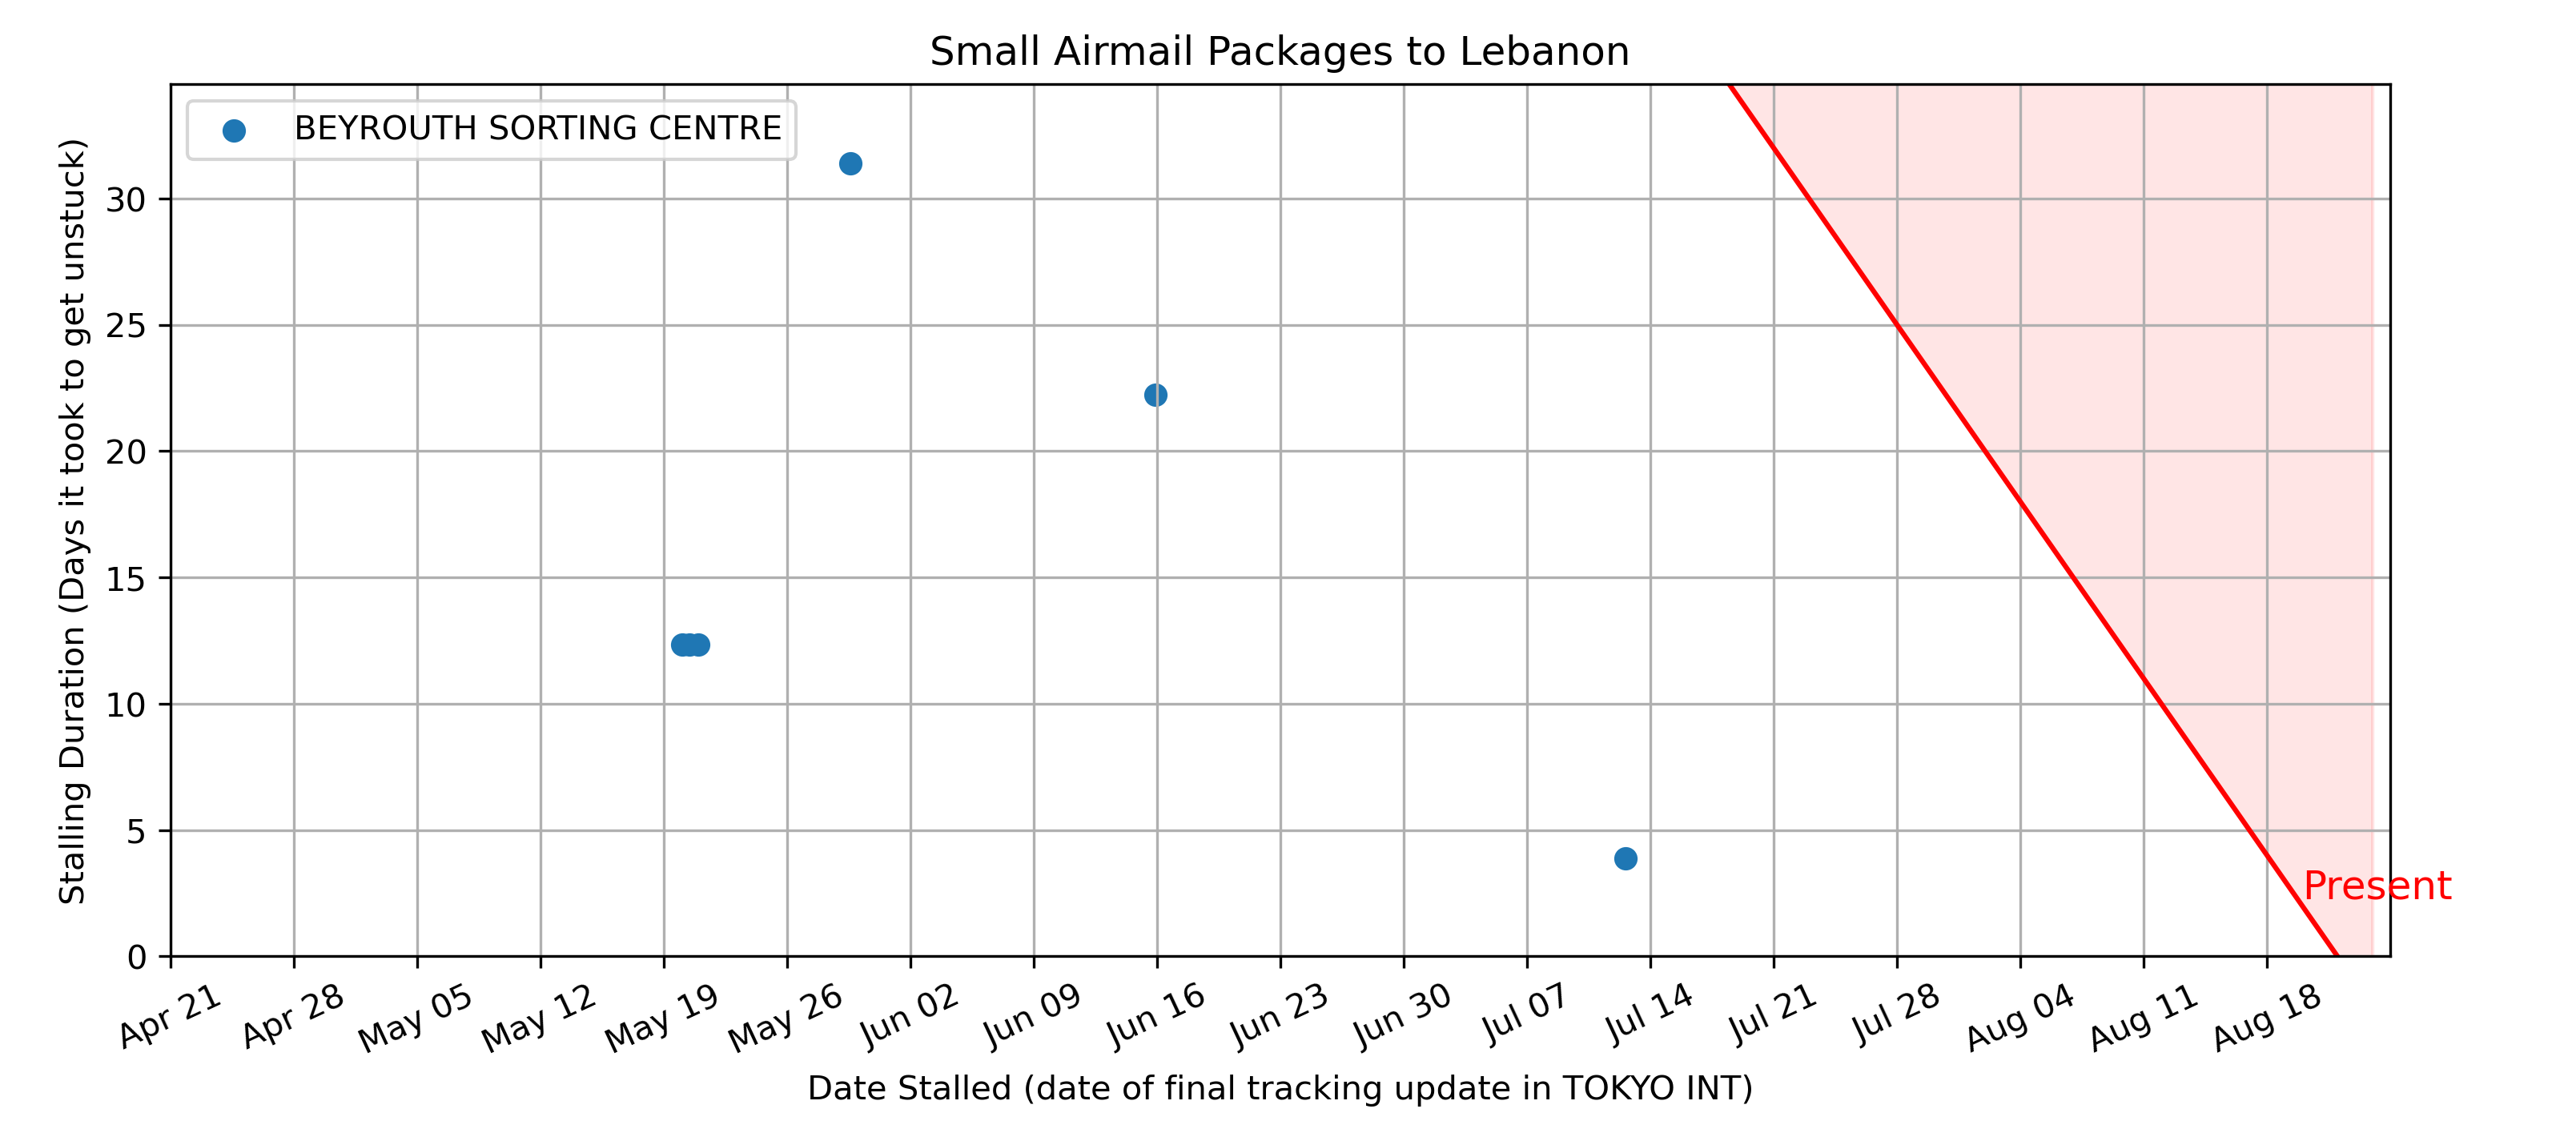 Small Airmail Packages to Lebanon
BEYROUTH SORTING CENTRE
Stalling Duration (Days it took to get unstuck)
30
25
20
15
10
5
0
Present
Apr 21
Apr 28
May 05
May 12
May 19
May 26
Jun 02
Jun 09
Jun 16
Jun 23
Jun 30
Jul 07
Jul 14
Jul 21
Jul 28
Aug 04
Aug 11
Aug 18
Date Stalled (date of final tracking update in TOKYO INT)